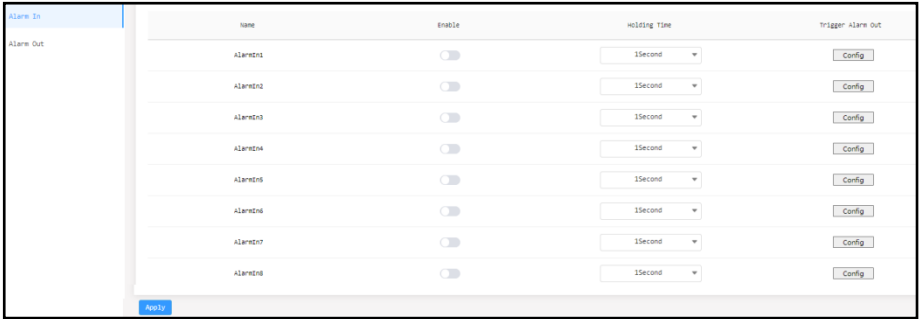 Alarm In
Alarm Out
Name Enable Holding Time Trigger Alarm Out
AlarmIn1 1Second Config
AlarmIn2 1Second Config
AlarmIn3 1Second Config
AlarmIn4 1Second Config
AlarmIn5 1Second Config
AlarmIn6 1Second Config
AlarmIn7 1Second Config
AlarmIn8 1Second Config
Apply